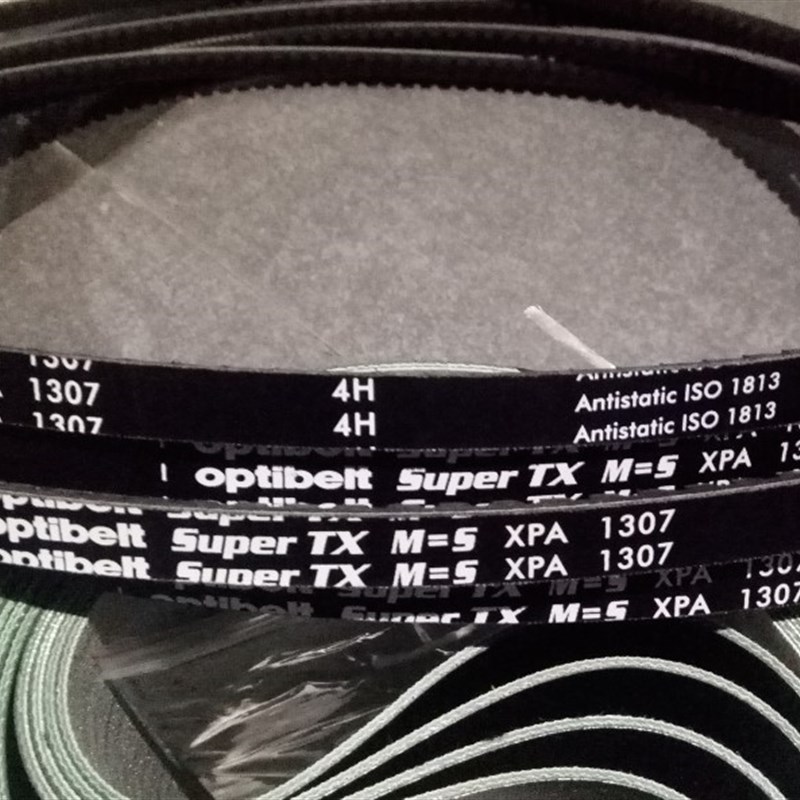 1307
1307 4H Antistatic ISO 1813
1307 4H Antistatic ISO 1813
optibelt Super TX M=S XPA
optibelt Super TX M=S XPA 1307
optibelt Super TX M=S XPA 1307
Super TX M=S XPA 1307